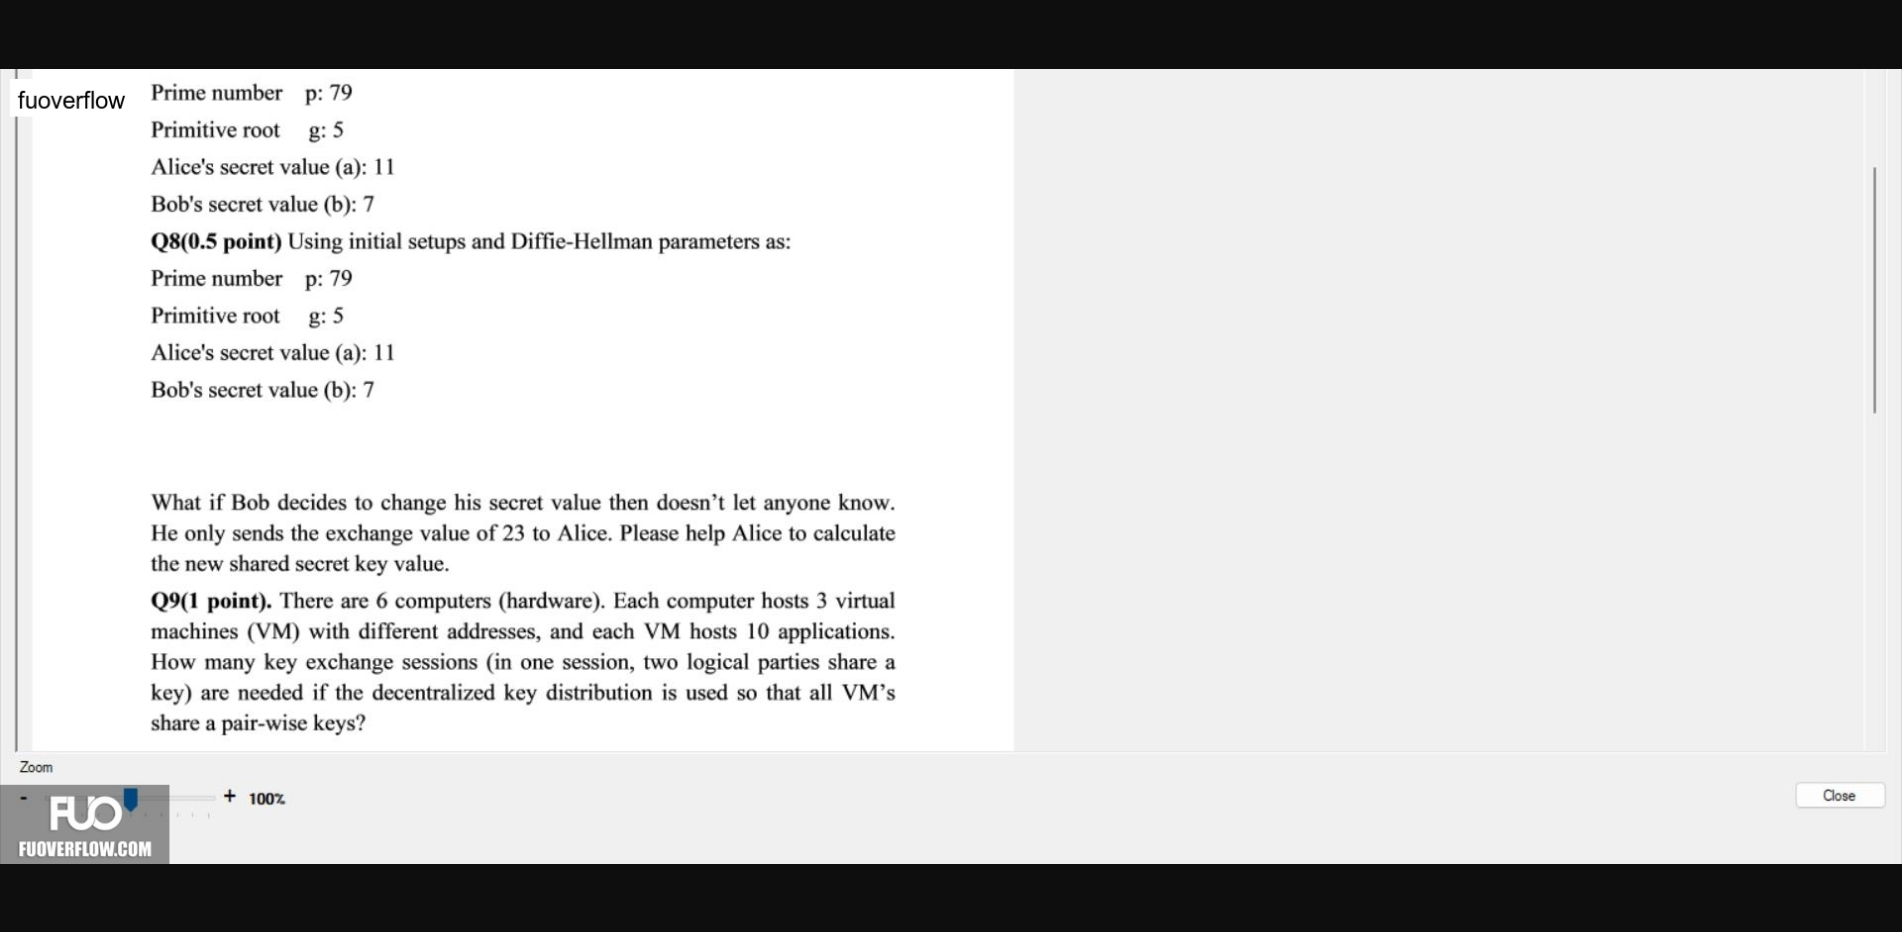 fuoverflow
Prime number p: 79
Primitive root g: 5
Alice's secret value (a): 11
Bob's secret value (b): 7
Q8(0.5 point) Using initial setups and Diffie-Hellman parameters as:
Prime number p: 79
Primitive root g: 5
Alice's secret value (a): 11
Bob's secret value (b): 7
What if Bob decides to change his secret value then doesn’t let anyone know.
He only sends the exchange value of 23 to Alice. Please help Alice to calculate
the new shared secret key value.
Q9(1 point). There are 6 computers (hardware). Each computer hosts 3 virtual
machines (VM) with different addresses, and each VM hosts 10 applications.
How many key exchange sessions (in one session, two logical parties share a
key) are needed if the decentralized key distribution is used so that all VM’s
share a pair-wise keys?
Zoom
- + 100%
Close
FUO
FUOVERFLOW.COM